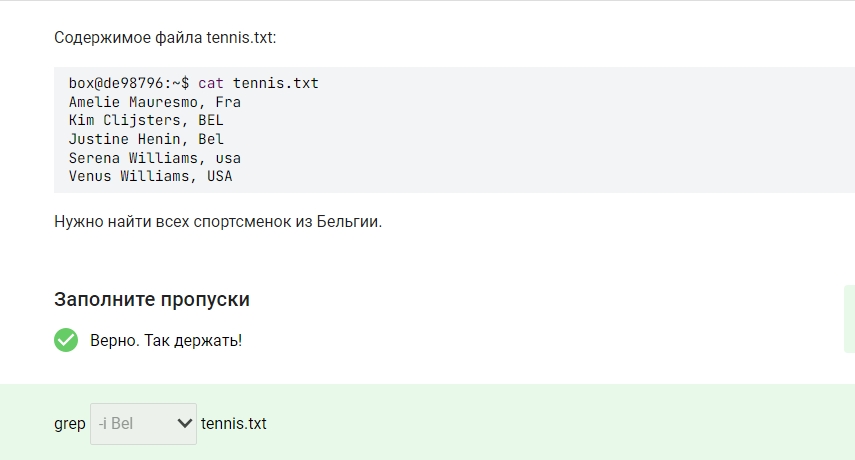 Содержимое файла tennis.txt:
box@de98796:~$ cat tennis.txt
Amelie Mauresmo, Fra
Kim Clijsters, BEL
Justine Henin, Bel
Serena Williams, usa
Venus Williams, USA
Нужно найти всех спортсменок из Бельгии.
Заполните пропуски
Верно. Так держать!
grep -i Bel tennis.txt